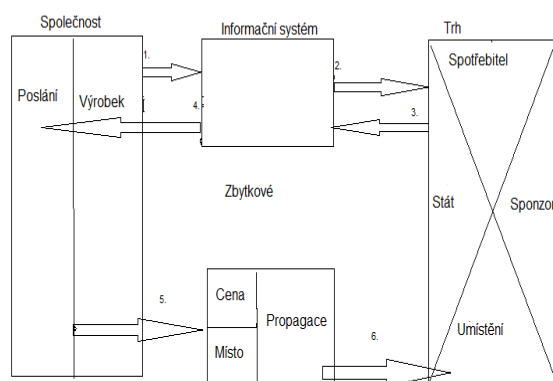 Společnost
Informační systém
Trh
1.
2.
Spotřebitel
Poslání
Výrobek
4.
3.
Zbytkové
Stát
Sponzor
5.
Cena
Propagace
6.
Umístění
Místo